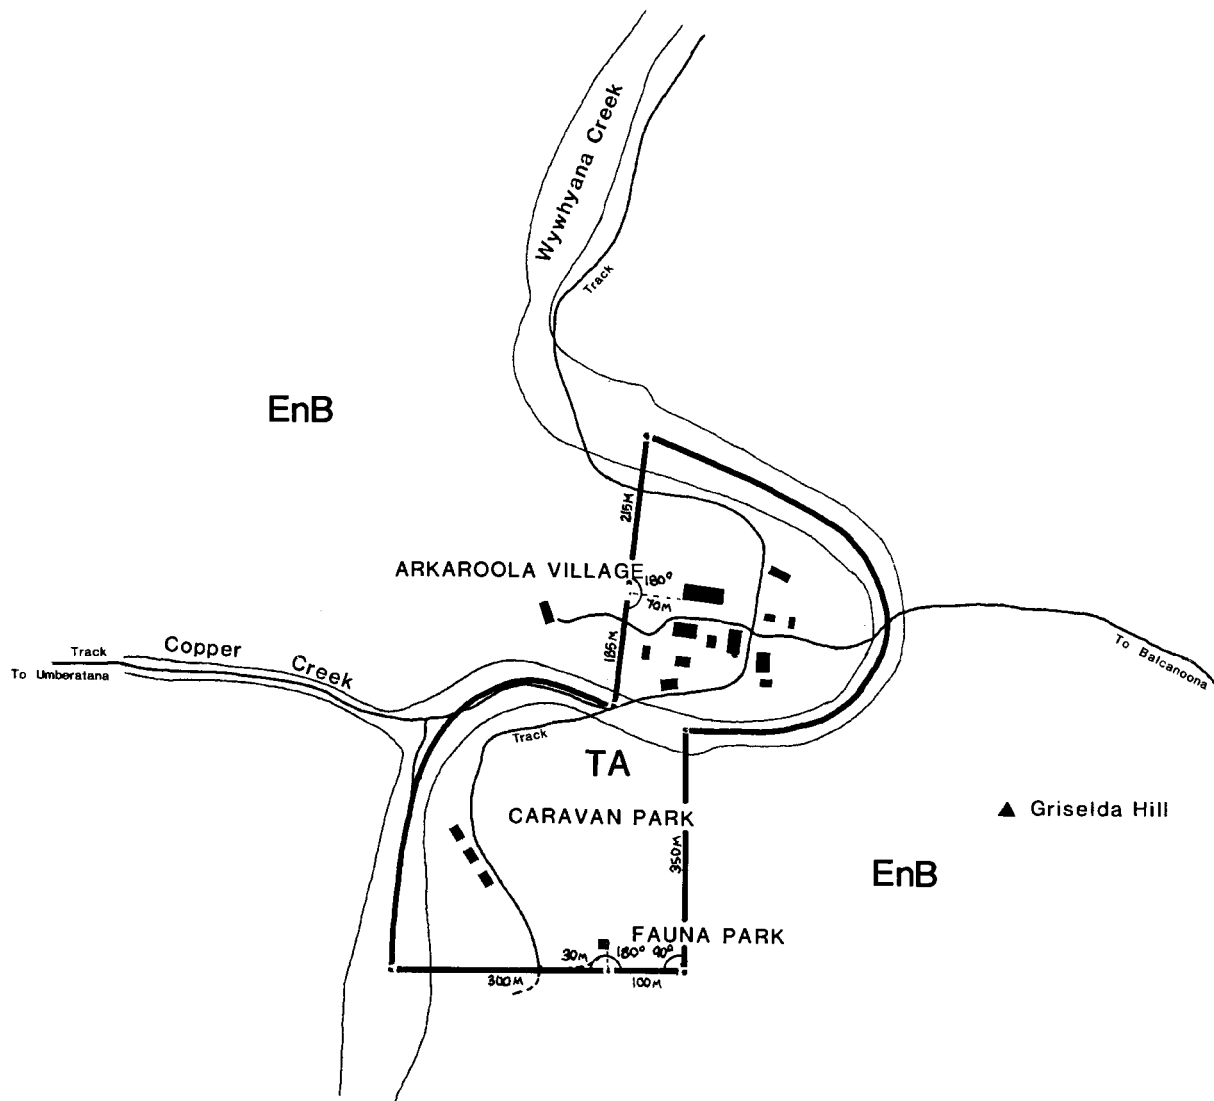 Wywhyana Creek
Track
EnB
215M
ARKAROOLA VILLAGE
180°
70M
185M
Copper
Creek
Track
To Umberatana
To Balcanoona
Track
TA
CARAVAN PARK
Griselda Hill
350M
EnB
FAUNA PARK
30M
180°
90°
300M
100M